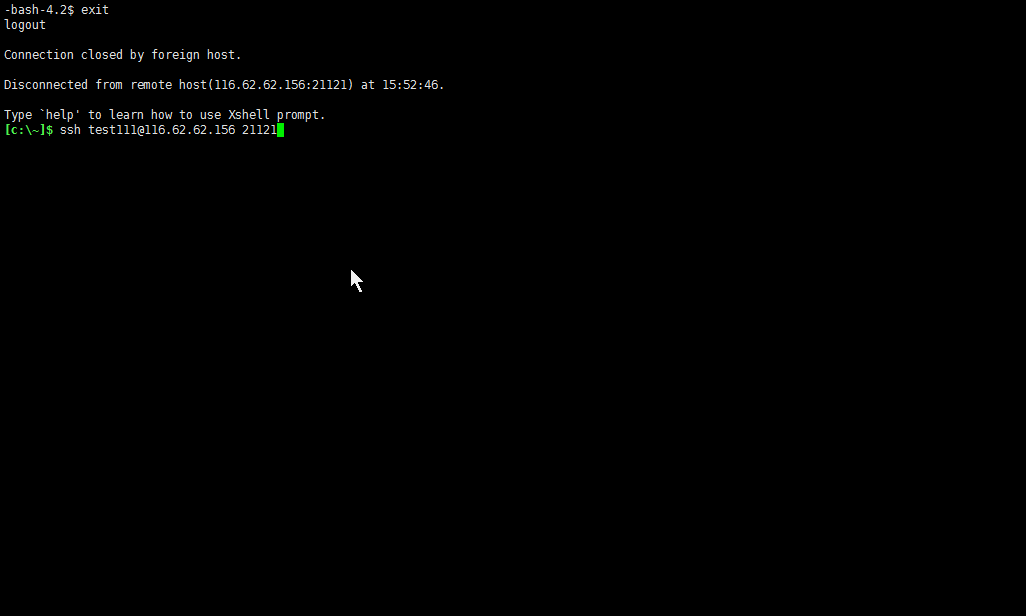 -bash-4.2$ exit
logout
Connection closed by foreign host.
Disconnected from remote host(116.62.62.156:21121) at 15:52:46.
Type `help' to learn how to use Xshell prompt.
[c:\~]$ ssh test111@116.62.62.156 21121